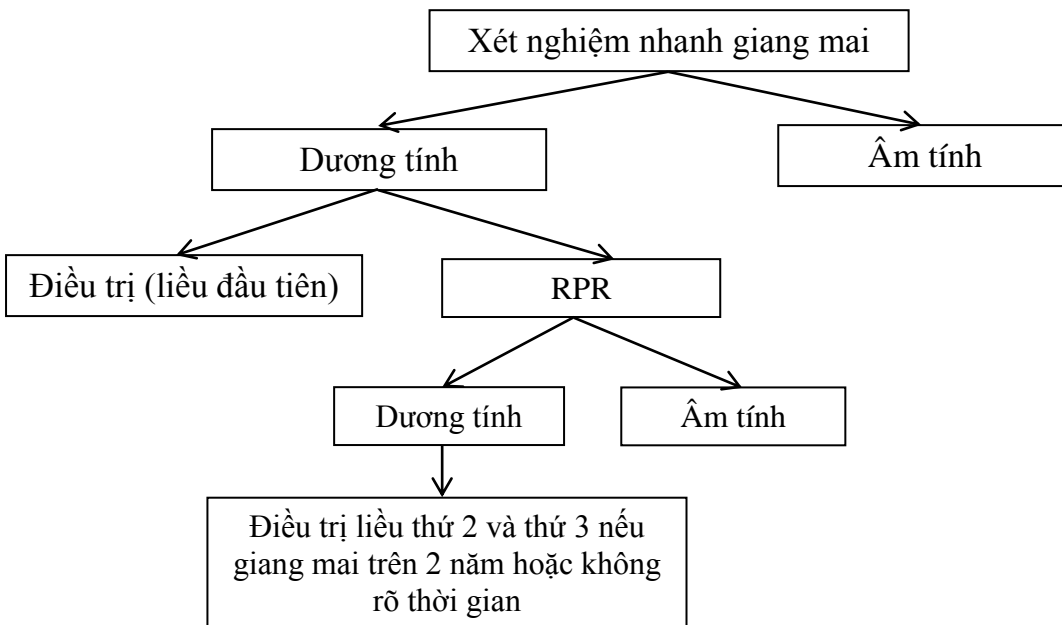 Xét nghiệm nhanh giang mai
Dương tính
Âm tính
Điều trị (liều đầu tiên)
RPR
Dương tính
Âm tính
Điều trị liều thứ 2 và thứ 3 nếu
giang mai trên 2 năm hoặc không
rõ thời gian